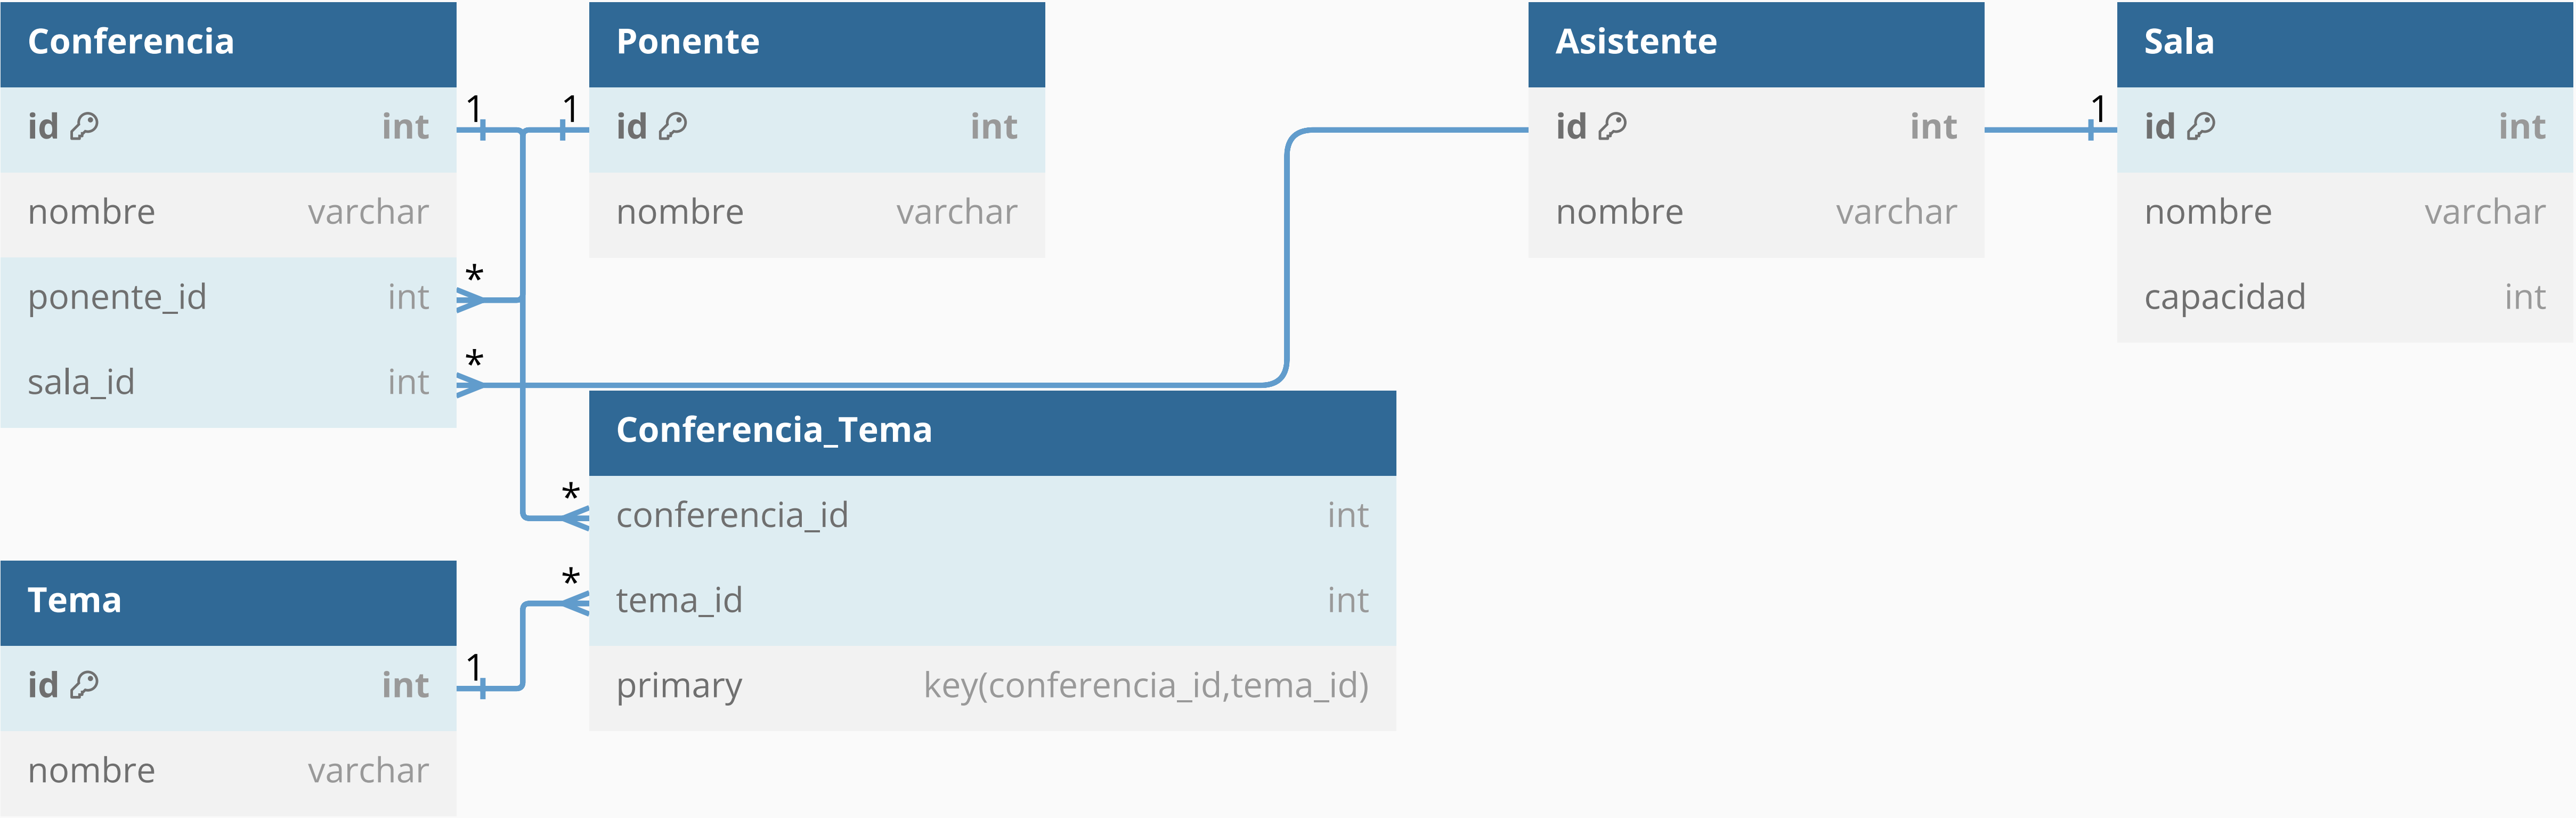 Conferencia
id int
nombre varchar
ponente_id int
sala_id int
1
*
*
Ponente
1
id int
nombre varchar
Asistente
id int
nombre varchar
Sala
1
id int
nombre varchar
capacidad int
Conferencia_Tema
*
conferencia_id int
*
tema_id int
primary key(conferencia_id,tema_id)
Tema
id int
1
nombre varchar